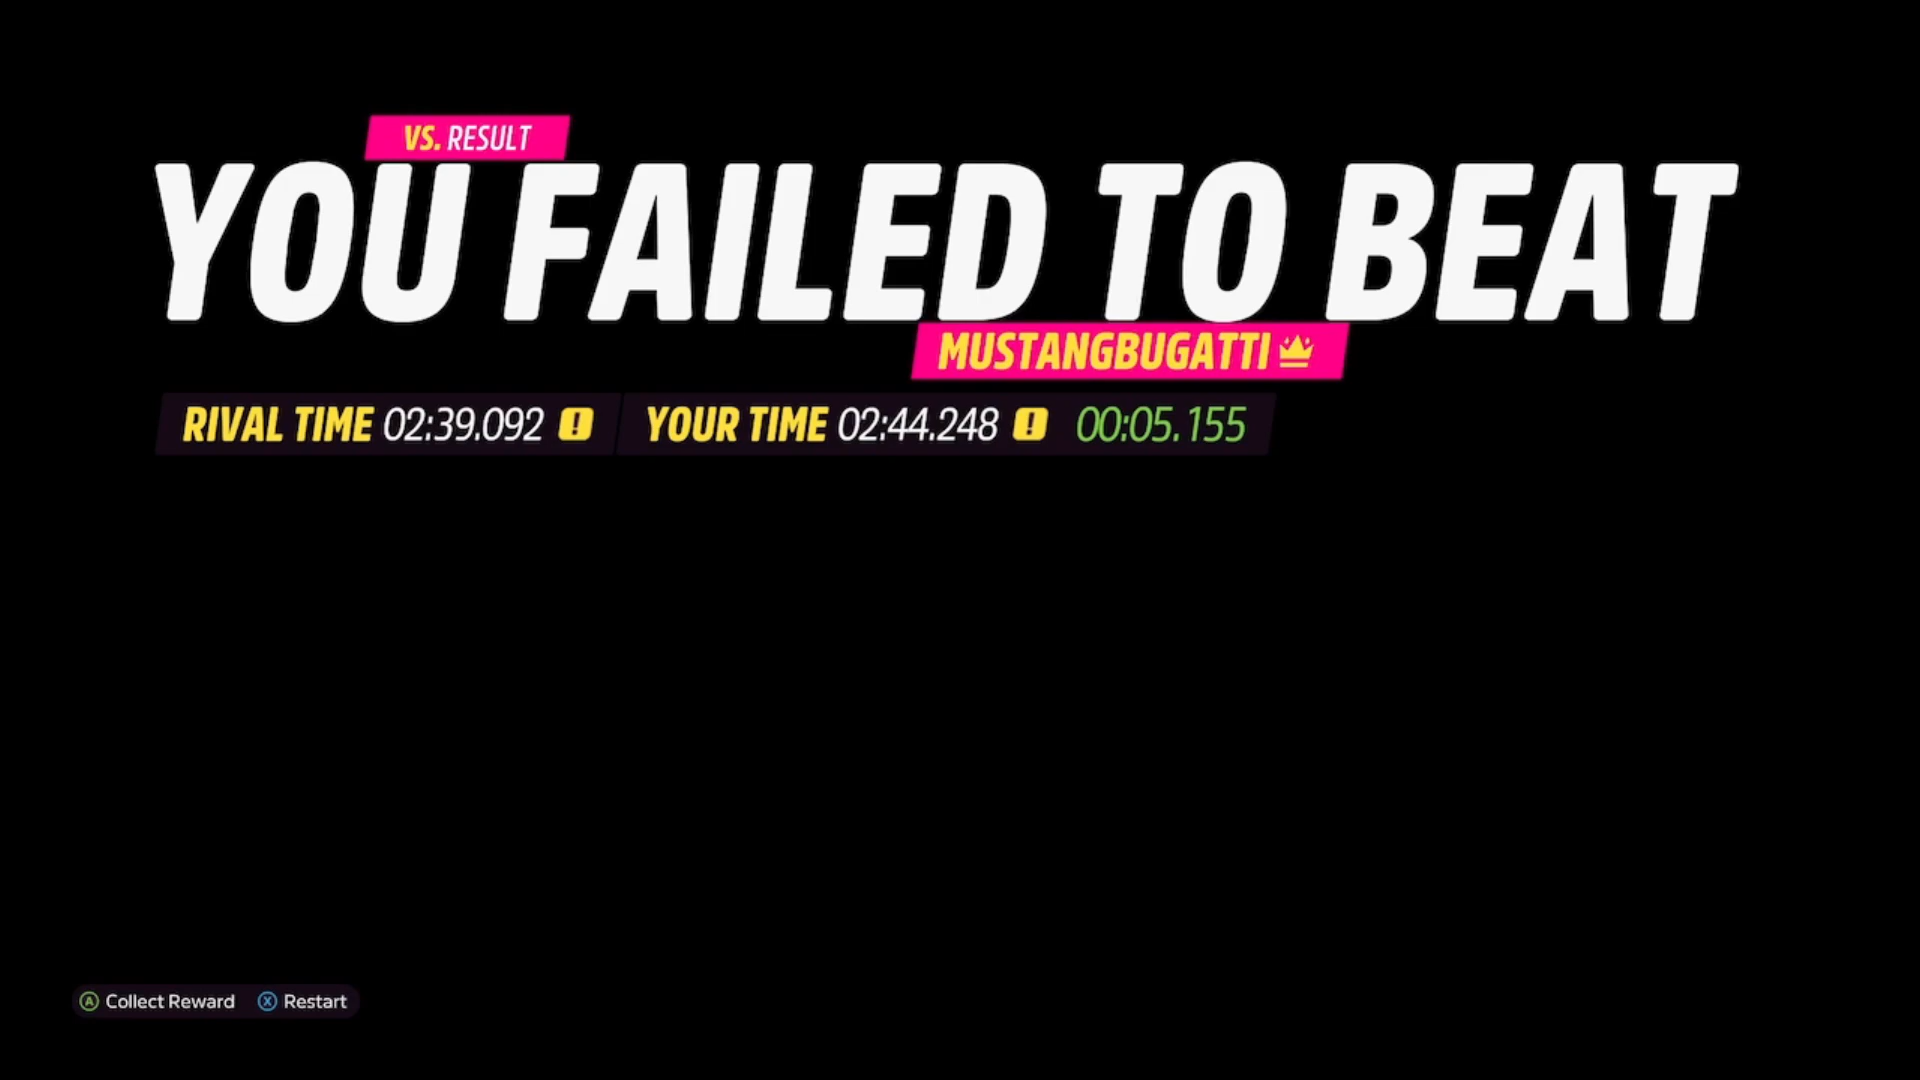 VS. RESULT
YOU FAILED TO BEAT
MUSTANGBUGATTI
RIVAL TIME 02:39.092 ! YOUR TIME 02:44.248 ! 00:05.155
A Collect Reward X Restart